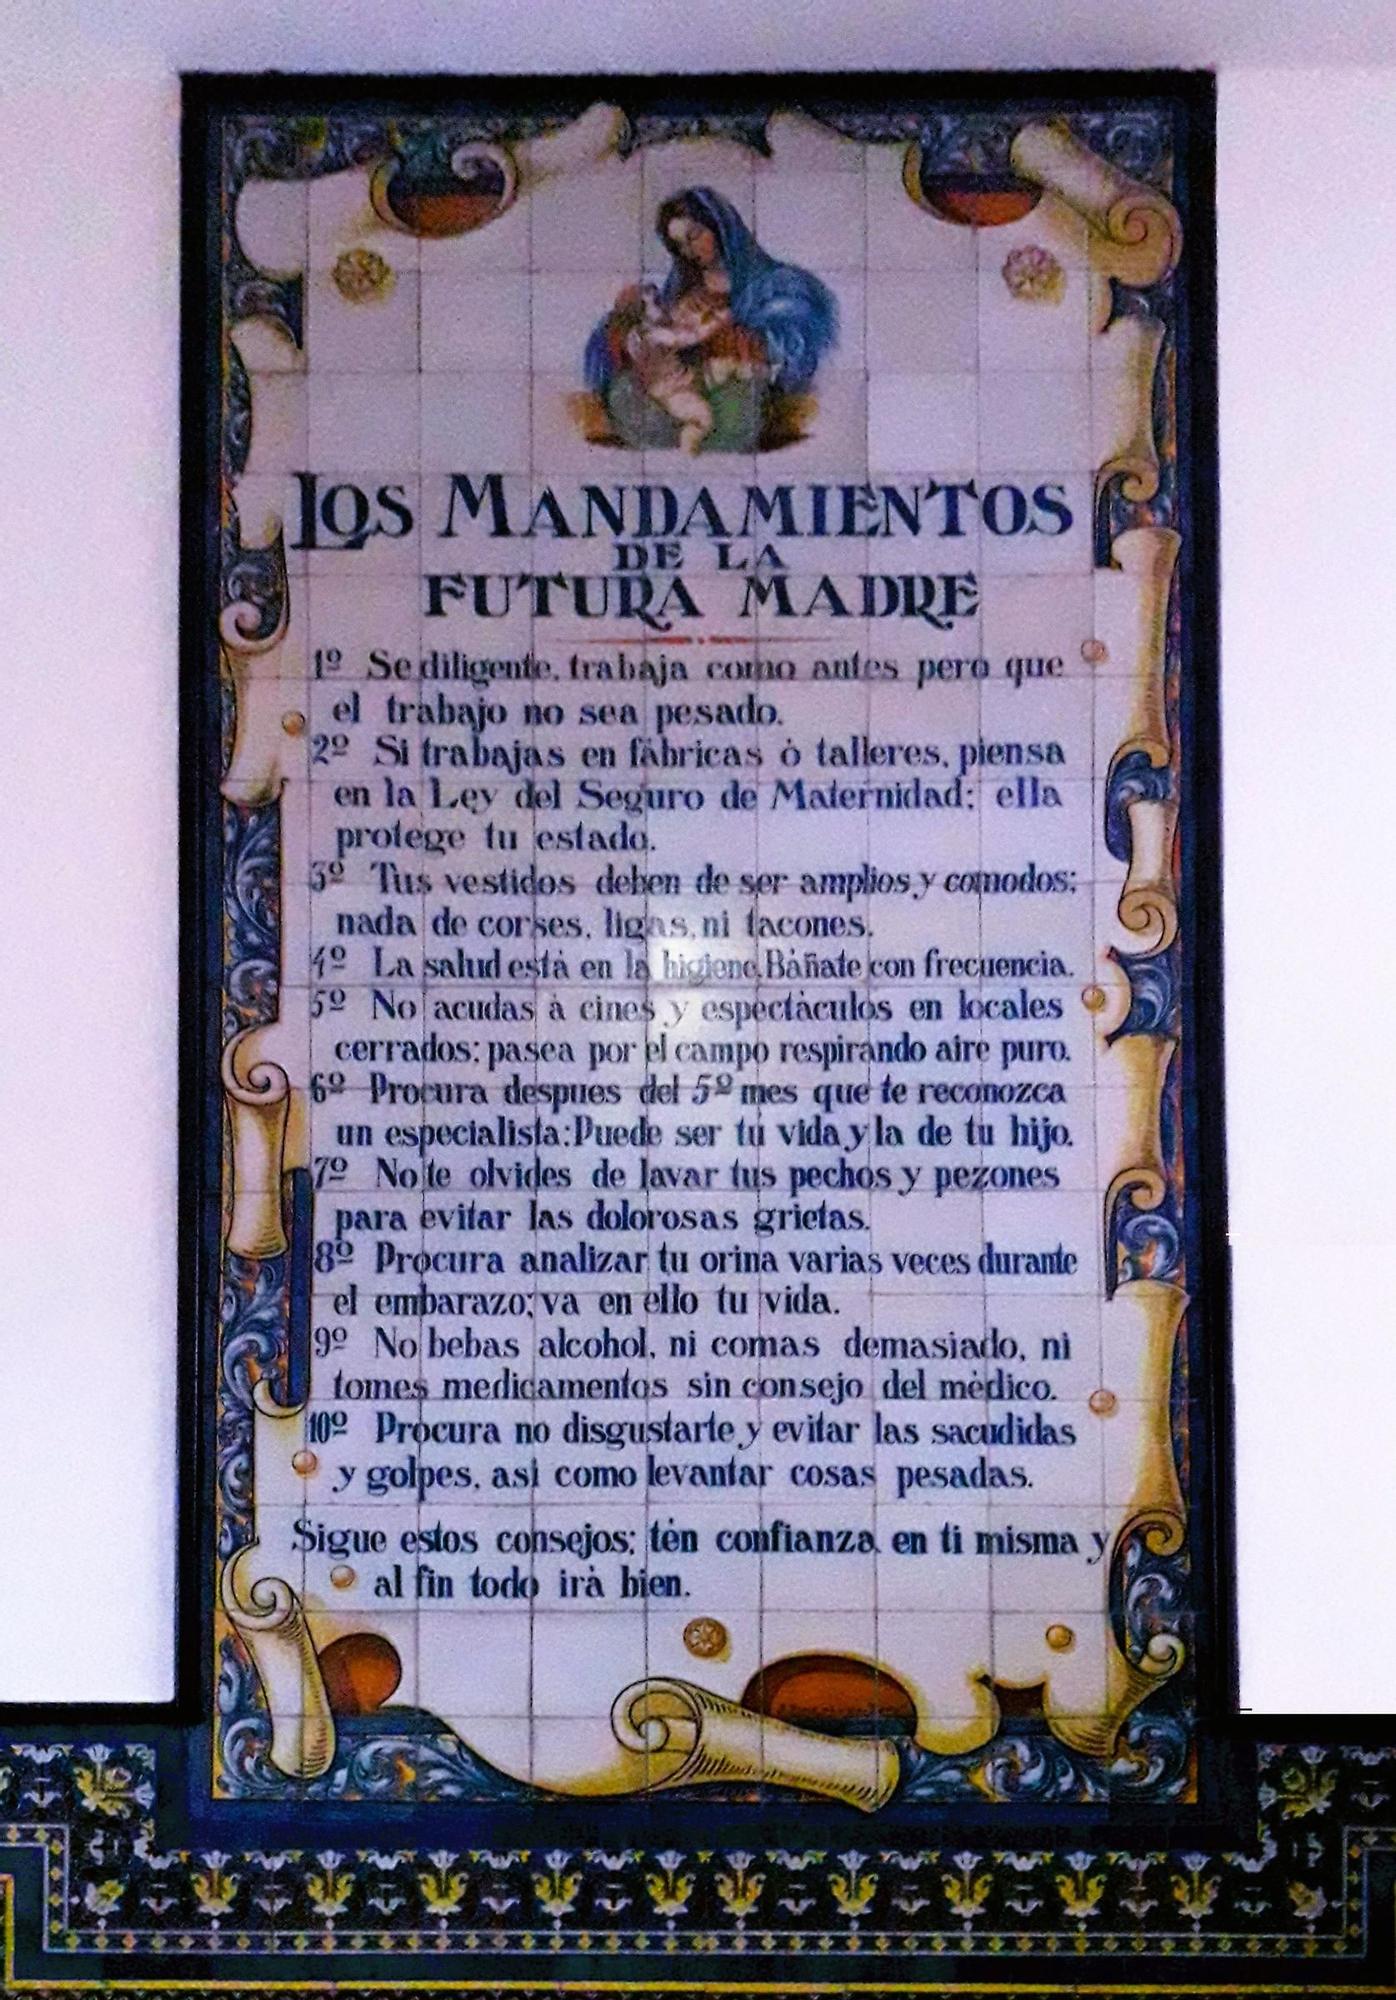 LOS MANDAMIENTOS
DE LA
FUTURA MADRE
1º Se diligente, trabaja como antes pero que
el trabajo no sea pesado.
2º Si trabajas en fàbricas ò talleres, piensa
en la Ley del Seguro de Maternidad; ella
protege tu estado.
3º Tus vestidos deben de ser amplios y comodos;
nada de corses, ligas, ni tacones.
4º La salud està en la higiene. Bàñate con frecuencia.
5º No acudas à cines y espectàculos en locales
cerrados; pasea por el campo respirando aire puro.
6º Procura despues del 5º mes que te reconozca
un especialista: Puede ser tu vida y la de tu hijo.
7º No te olvides de lavar tus pechos y pezones
para evitar las dolorosas grietas.
8º Procura analizar tu orina varias veces durante
el embarazo; va en ello tu vida.
9º No bebas alcohol, ni comas demasiado, ni
tomes medicamentos sin consejo del mèdico.
10º Procura no disgustarte y evitar las sacudidas
y golpes, asi como levantar cosas pesadas.
Sigue estos consejos; tèn confianza en ti misma y
al fin todo irà bien.